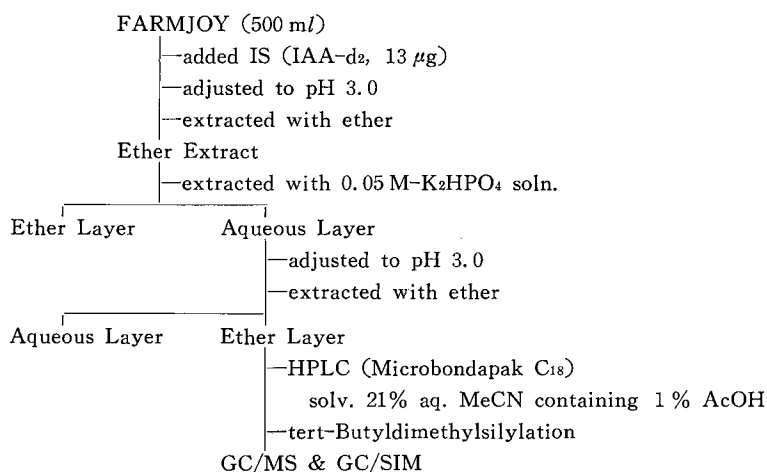 FARMJOY (500 ml)
added IS (IAA-d₂, 13 μg)
adjusted to pH 3.0
extracted with ether
Ether Extract
extracted with 0.05 M-K₂HPO₄ soln.
Ether Layer Aqueous Layer
adjusted to pH 3.0
extracted with ether
Aqueous Layer Ether Layer
HPLC (Microbondapak C₁₈)
solv. 21% aq. MeCN containing 1% AcOH
tert-Butyldimethylsilylation
GC/MS & GC/SIM